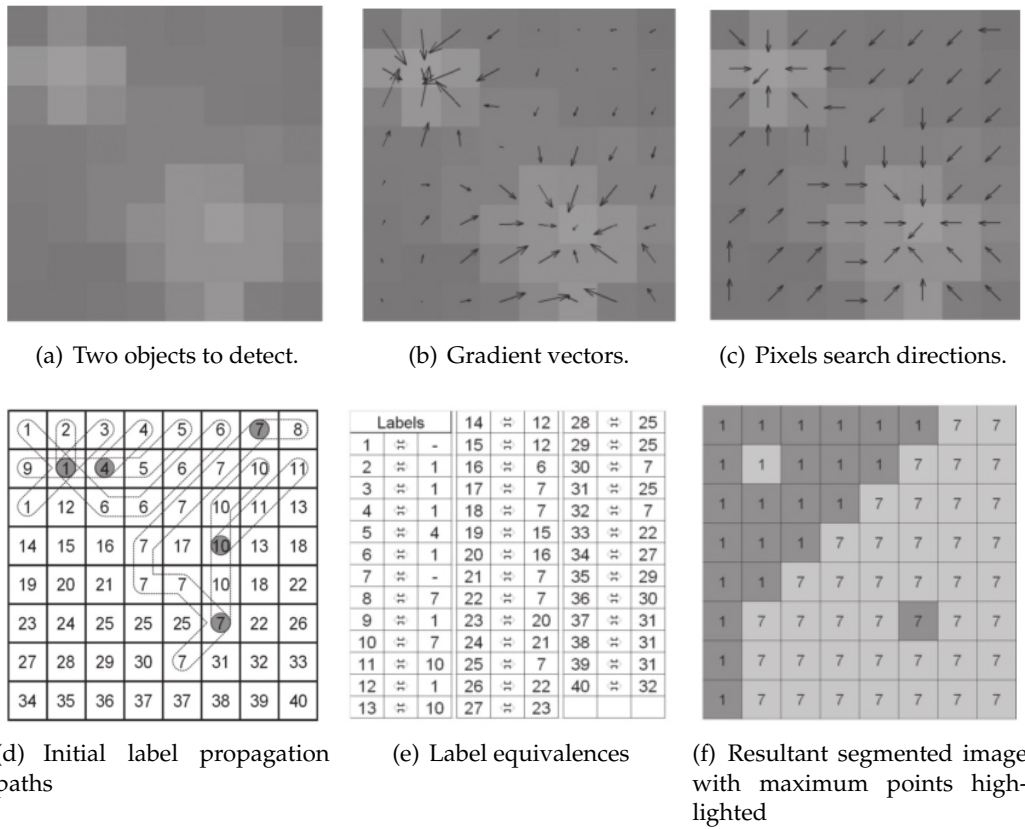 (a) Two objects to detect.
(b) Gradient vectors.
(c) Pixels search directions.
1 2 3 4 5 6 7 8
9 1 4 5 6 7 10 11
1 12 6 6 7 10 11 13
14 15 16 7 17 10 13 18
19 20 21 7 7 10 18 22
23 24 25 25 25 7 22 26
27 28 29 30 7 31 32 33
34 35 36 37 37 38 39 40
Labels 14 12 28 25
1 - 15 12 29 25
2 1 16 6 30 7
3 1 17 7 31 25
4 1 18 7 32 7
5 4 19 15 33 22
6 1 20 16 34 27
7 - 21 7 35 29
8 7 22 7 36 30
9 1 23 20 37 31
10 7 24 21 38 31
11 10 25 7 39 31
12 1 26 22 40 32
13 10 27 23
1 1 1 1 1 1 7 7
1 1 1 1 1 7 7 7
1 1 1 1 7 7 7 7
1 1 1 7 7 7 7 7
1 1 7 7 7 7 7 7
1 7 7 7 7 7 7 7
1 7 7 7 7 7 7 7
1 7 7 7 7 7 7 7
(d) Initial label propagation
paths
(e) Label equivalences
(f) Resultant segmented image
with maximum points high-
lighted